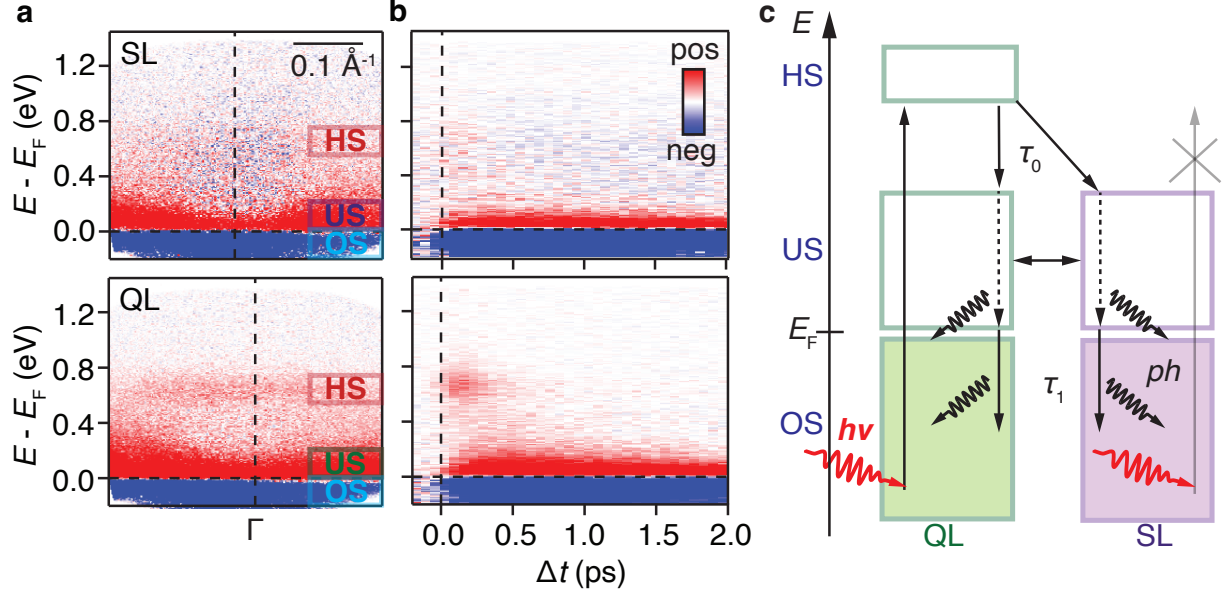 a
SL
0.1 Å-1
HS
US
OS
1.2
0.8
0.4
0.0
E - EF (eV)
QL
HS
US
OS
1.2
0.8
0.4
0.0
E - EF (eV)
Γ
b
pos
neg
0.0 0.5 1.0 1.5 2.0
Δt (ps)
c
E
HS
τ0
US
EF
ph
τ1
OS
hν
QL SL